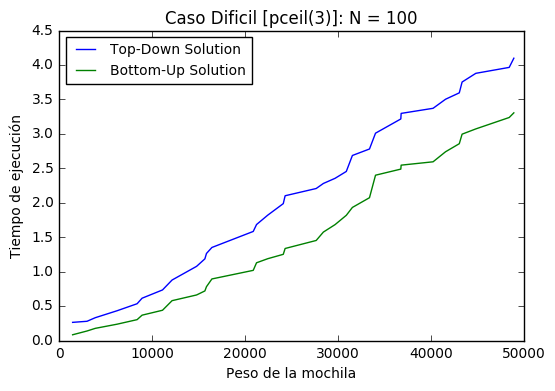 Caso Dificil [pceil(3)]: N = 100
4.5
4.0
3.5
3.0
2.5
2.0
1.5
1.0
0.5
0.0
Tiempo de ejecución
Top-Down Solution
Bottom-Up Solution
0 10000 20000 30000 40000 50000
Peso de la mochila